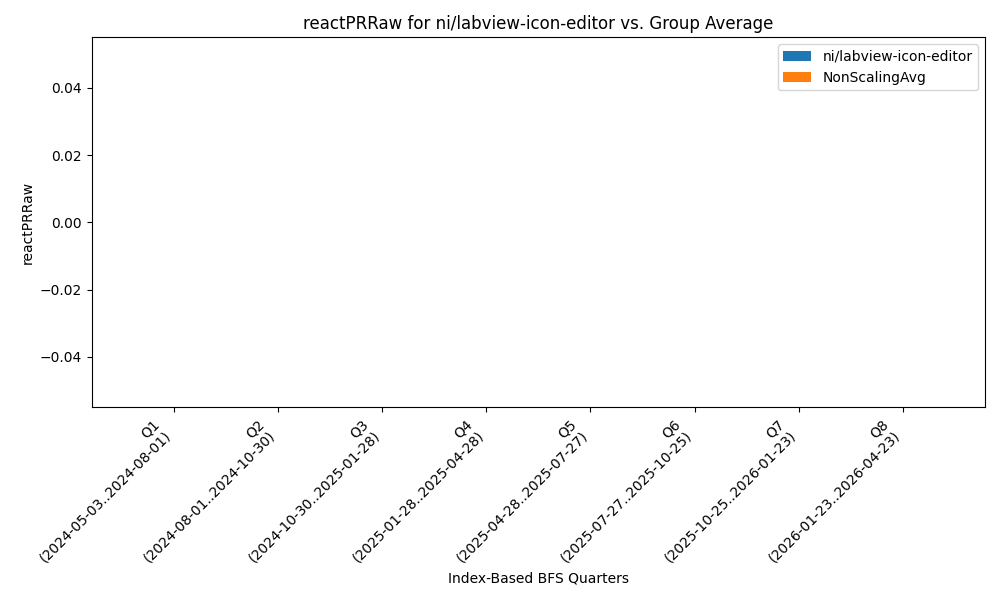 reactPRRaw for ni/labview-icon-editor vs. Group Average
ni/labview-icon-editor
NonScalingAvg
reactPRRaw
0.04
0.02
0.00
−0.02
−0.04
Q1
(2024-05-03..2024-08-01)
Q2
(2024-08-01..2024-10-30)
Q3
(2024-10-30..2025-01-28)
Q4
(2025-01-28..2025-04-28)
Q5
(2025-04-28..2025-07-27)
Q6
(2025-07-27..2025-10-25)
Q7
(2025-10-25..2026-01-23)
Q8
(2026-01-23..2026-04-23)
Index-Based BFS Quarters